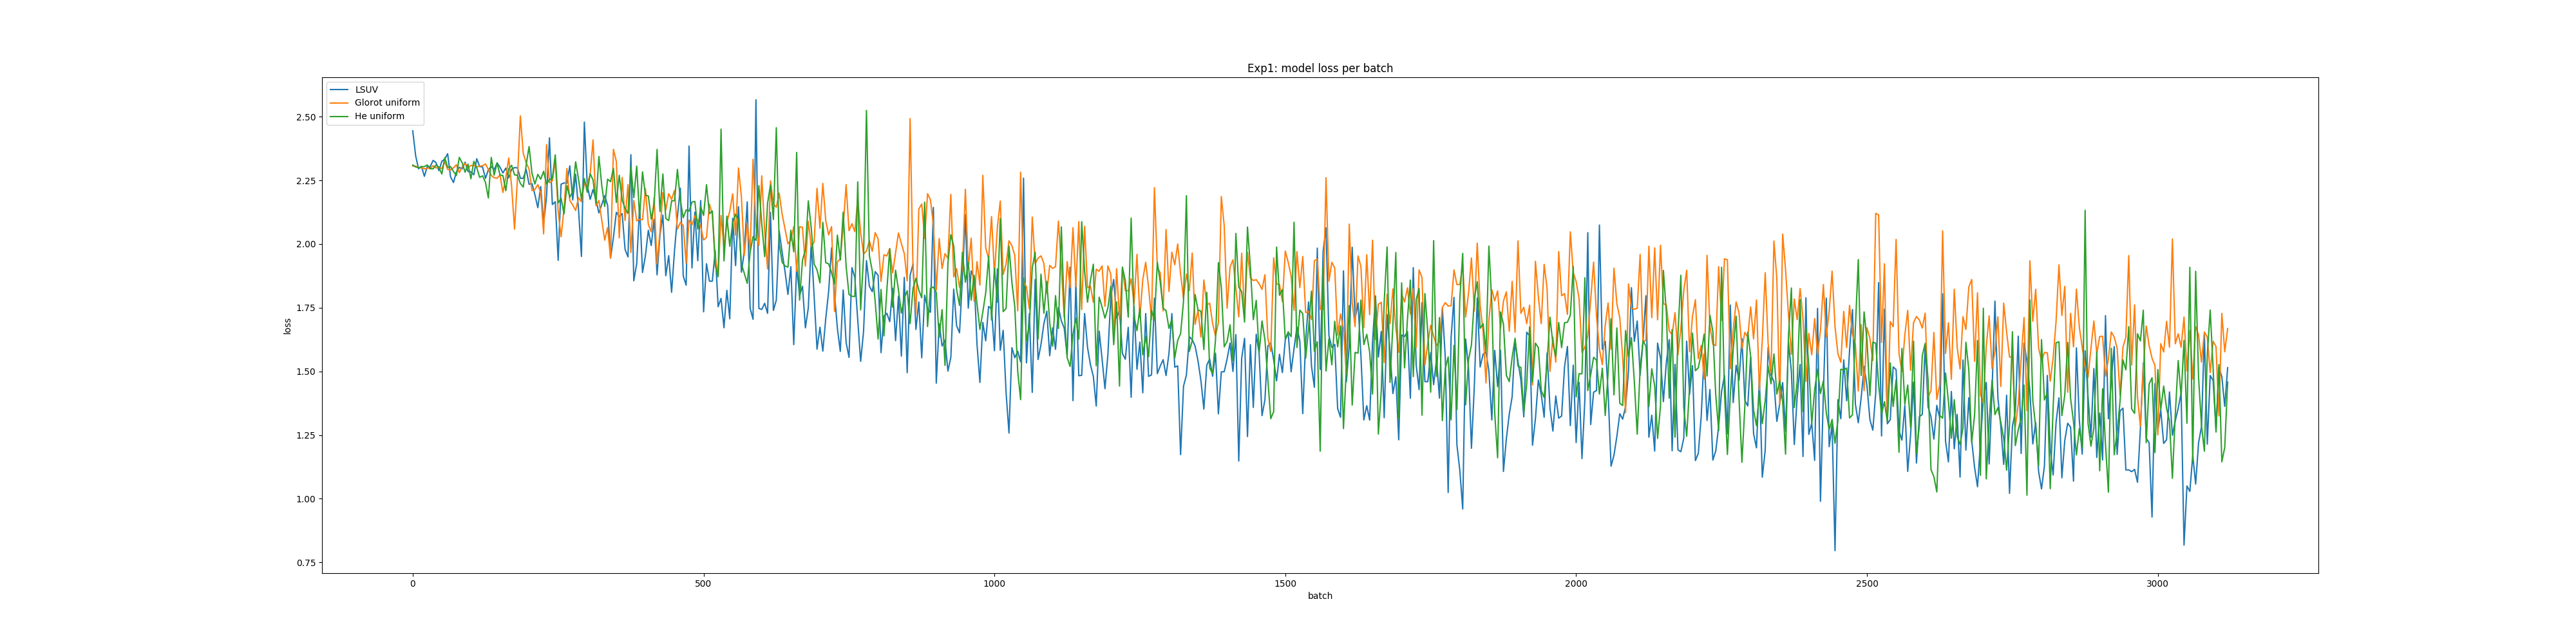 Exp1: model loss per batch
LSUV
Glorot uniform
He uniform
2.50
2.25
2.00
1.75
1.50
1.25
1.00
0.75
loss
0 500 1000 1500 2000 2500 3000
batch